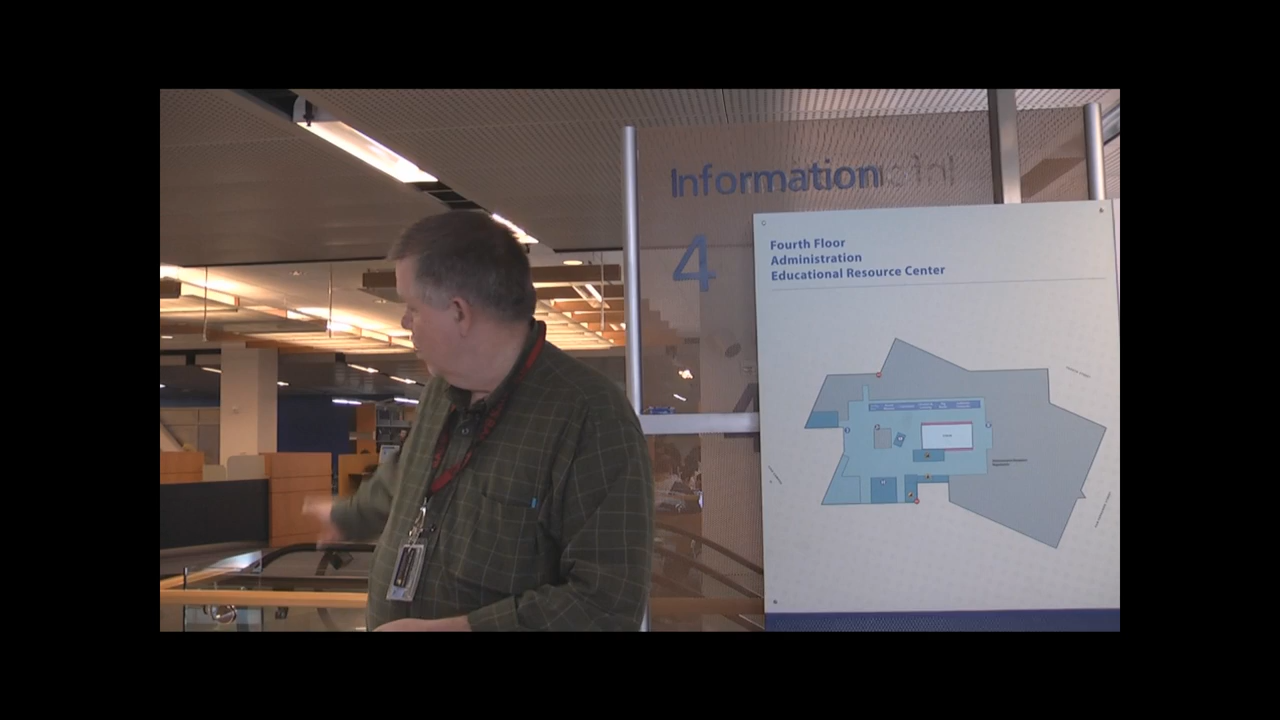 Information
4
Fourth Floor
Administration
Educational Resource Center